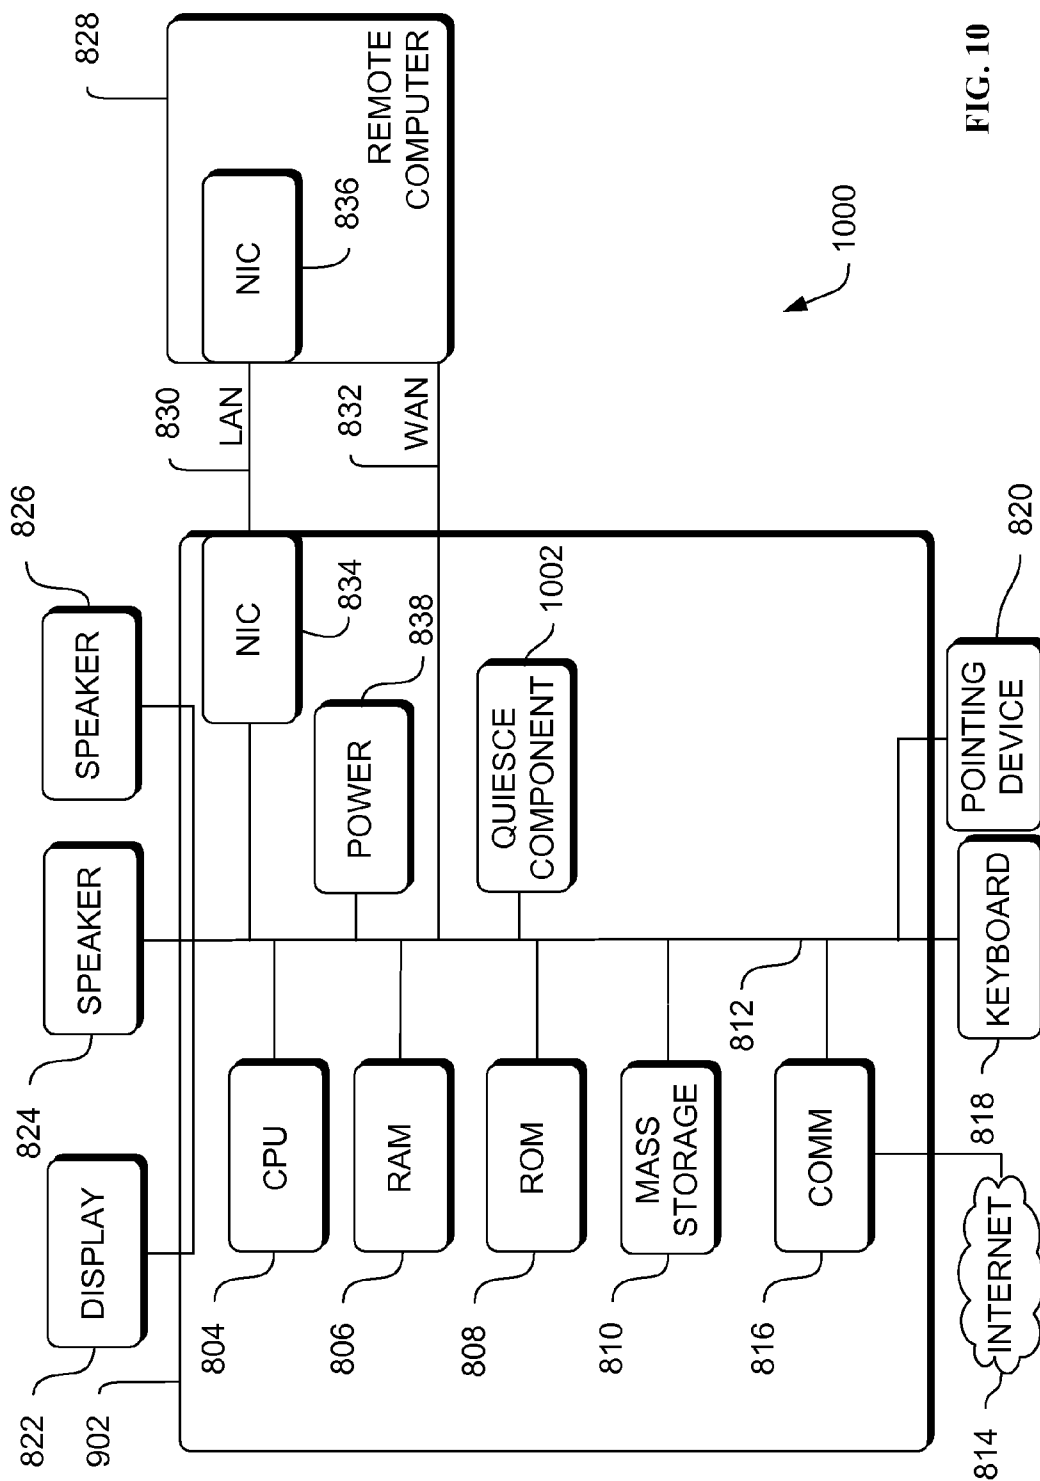 822
DISPLAY
824
SPEAKER
826
SPEAKER
828
902
804
CPU
NIC
834
830
LAN
NIC
836
806
RAM
POWER
838
832
WAN
REMOTE
COMPUTER
808
ROM
QUIESCE
COMPONENT
1002
810
MASS
STORAGE
812
816
COMM
1000
814
INTERNET
818
KEYBOARD
POINTING
DEVICE
820
FIG. 10